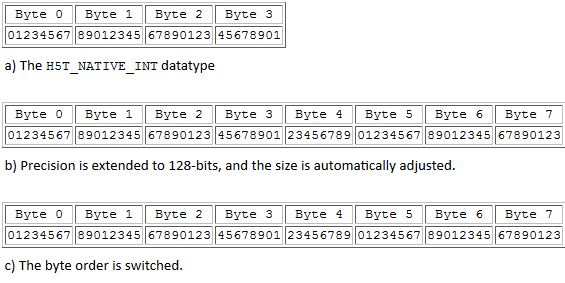 Byte 0 Byte 1 Byte 2 Byte 3
01234567 89012345 67890123 45678901
a) The H5T_NATIVE_INT datatype
Byte 0 Byte 1 Byte 2 Byte 3 Byte 4 Byte 5 Byte 6 Byte 7
01234567 89012345 67890123 45678901 23456789 01234567 89012345 67890123
b) Precision is extended to 128-bits, and the size is automatically adjusted.
Byte 0 Byte 1 Byte 2 Byte 3 Byte 4 Byte 5 Byte 6 Byte 7
01234567 89012345 67890123 45678901 23456789 01234567 89012345 67890123
c) The byte order is switched.